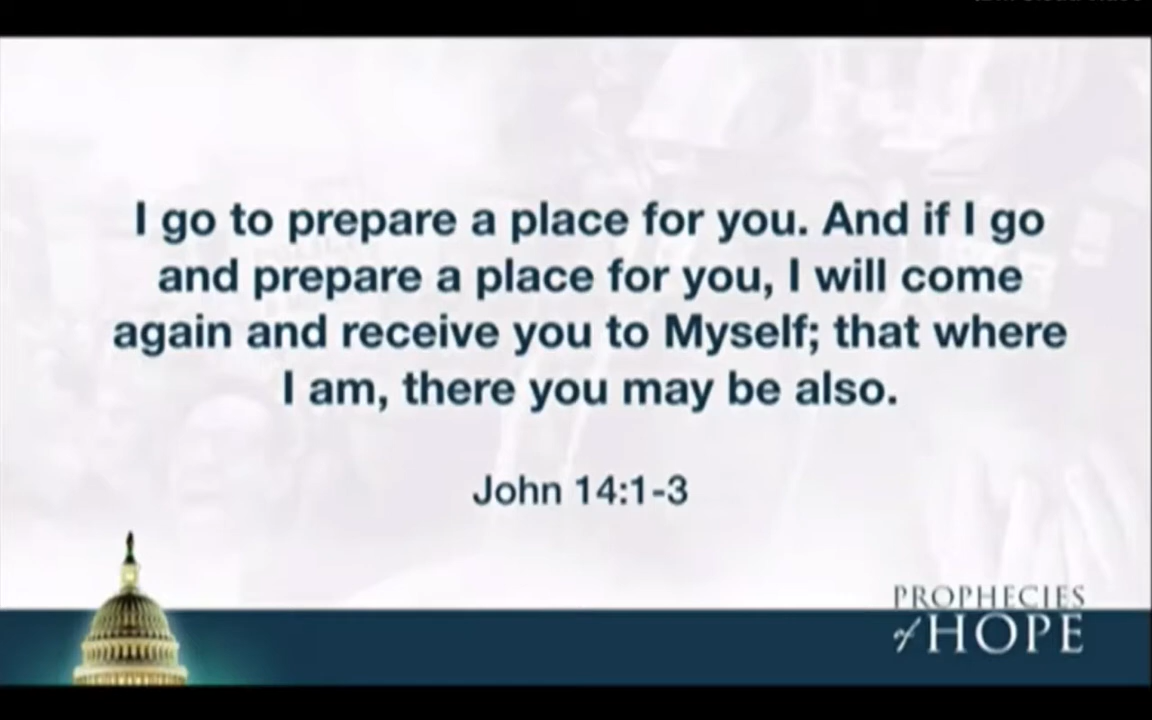 I go to prepare a place for you. And if I go
and prepare a place for you, I will come
again and receive you to Myself; that where
I am, there you may be also.
John 14:1-3
PROPHECIES
of HOPE